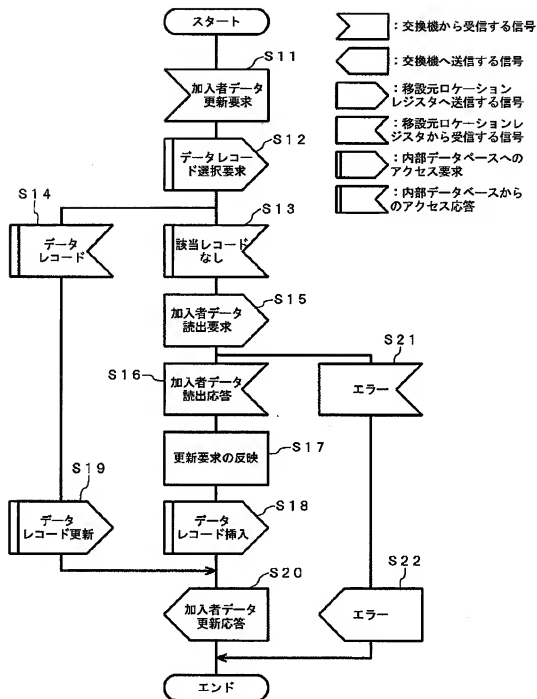 スタート
S11
加入者データ
更新要求
S12
データレコー
ド選択要求
S14
データ
レコード
S13
該当レコード
なし
S15
加入者データ
読出要求
S16
加入者データ
読出応答
S21
エラー
S17
更新要求の反映
S19
データ
レコード更新
S18
データ
レコード挿入
S20
加入者データ
更新応答
S22
エラー
エンド
：交換機から受信する信号
：交換機へ送信する信号
：移設元ロケーション
レジスタへ送信する信号
：移設元ロケーションレ
ジスタから受信する信号
：内部データベースへの
アクセス要求
：内部データベースから
のアクセス応答